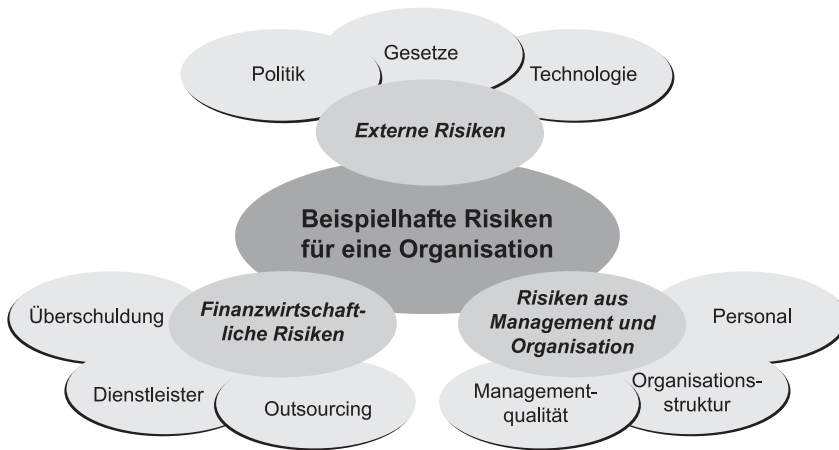 Gesetze
Politik
Technologie
Externe Risiken
Beispielhafte Risiken
für eine Organisation
Überschuldung
Finanzwirtschaft-
liche Risiken
Dienstleister
Outsourcing
Risiken aus
Management und
Organisation
Personal
Management-
qualität
Organisations-
struktur